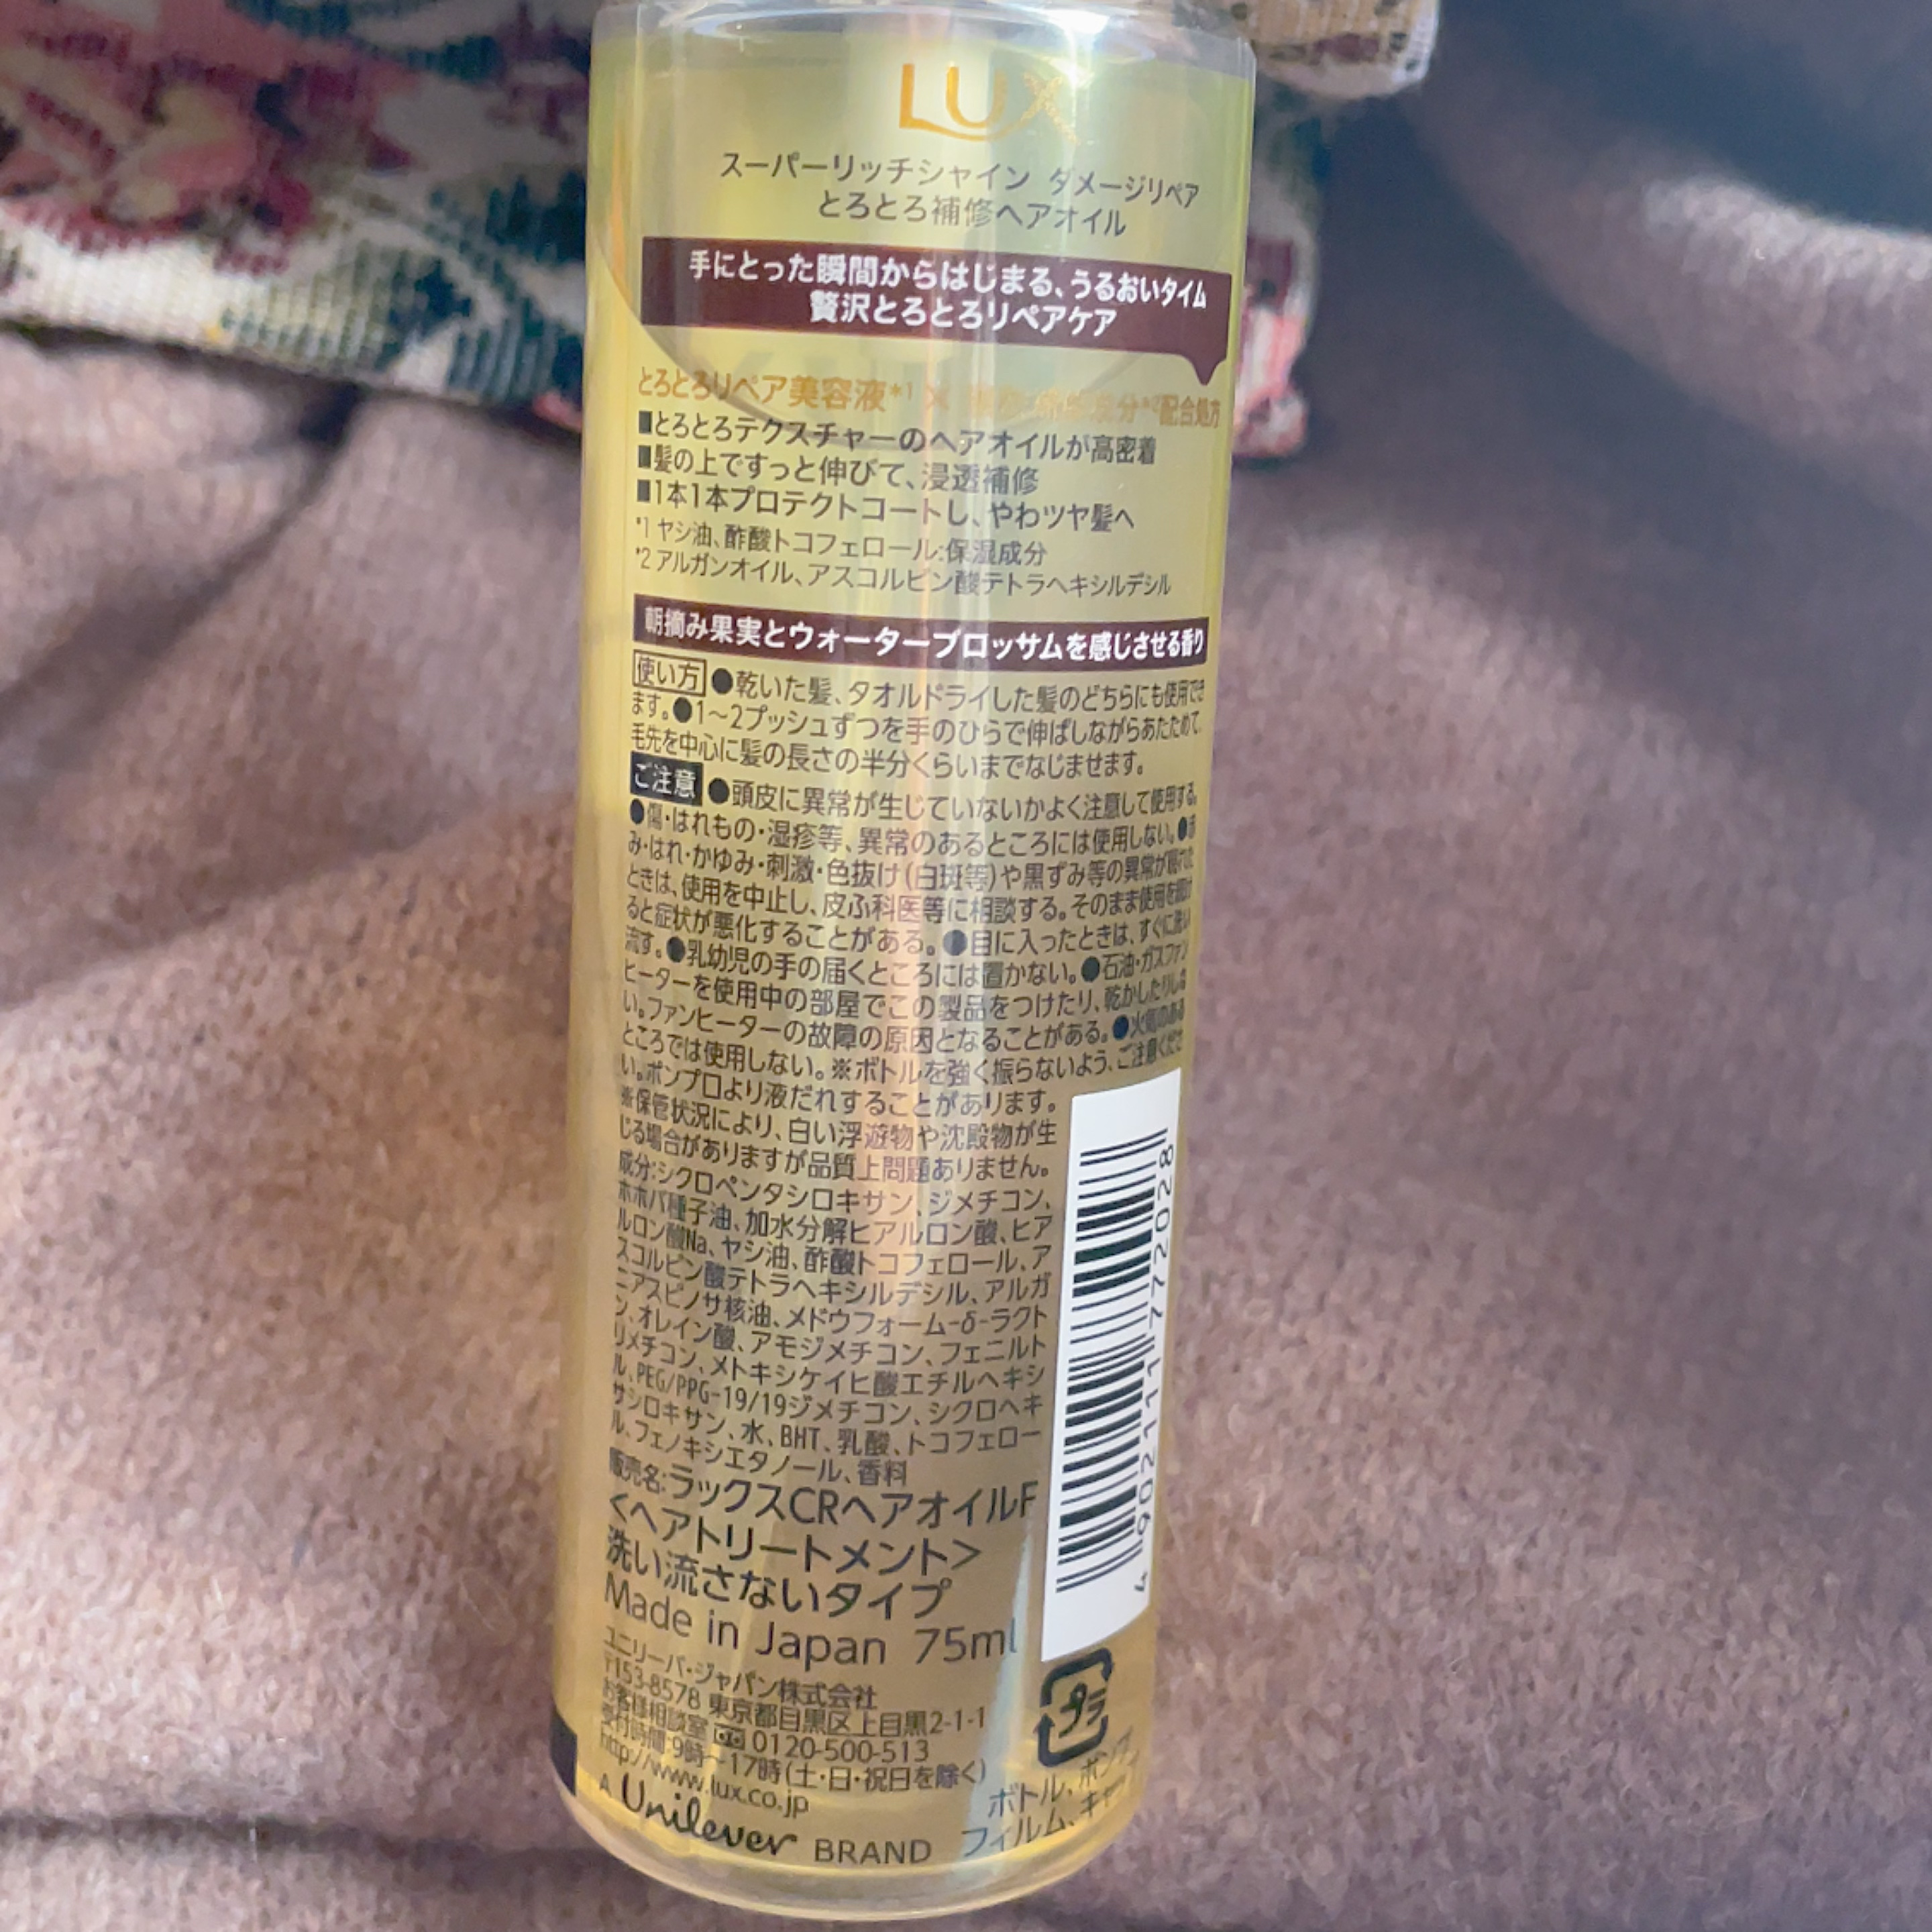 LUX
スーパーリッチシャイン ダメージリペア
とろとろ補修ヘアオイル
手にとった瞬間からはじまる、うるおいタイム
贅沢とろとろリペアケア
とろとろリペア美容液*1 × 分*2配合処方
■とろとろテクスチャーのヘアオイルが高密着
■髪の上ですっと伸びて、浸透補修
■1本1本プロテクトコートし、やわツヤ髪へ
*1 ヤシ油、酢酸トコフェロール:保湿成分
*2 アルガンオイル、アスコルビン酸テトラヘキシルデシル
朝摘み果実とウォーターブロッサムを感じさせる香り
使い方 ●乾いた髪、タオルドライした髪のどちらにも使用でき
ます。●1〜2プッシュずつを手のひらで伸ばしながらあたためて、
毛先を中心に髪の長さの半分くらいまでなじませます。
ご注意 ●頭皮に異常が生じていないかよく注意して使用する。
●傷・はれもの・湿疹等、異常のあるところには使用しない。●赤
み・はれ・かゆみ・刺激・色抜け(白斑等)や黒ずみ等の異常が現れた
ときは、使用を中止し、皮ふ科医等に相談する。そのまま使用を続け
ると症状が悪化することがある。●目に入ったときは、すぐに洗い
流す。●乳幼児の手の届くところには置かない。●石油・ガスファン
ヒーターを使用中の部屋でこの製品をつけたり、乾かしたりしな
い。ファンヒーターの故障の原因となることがある。●火気のある
ところでは使用しない。※ボトルを強く振らないよう、ご注意くださ
い。ポンプ口より液だれすることがあります。
※保管状況により、白い浮遊物や沈殿物が生
じる場合がありますが品質上問題ありません。
成分:シクロペンタシロキサン、ジメチコン、
ホホバ種子油、加水分解ヒアルロン酸、ヒア
ルロン酸Na、ヤシ油、酢酸トコフェロール、ア
スコルビン酸テトラヘキシルデシル、アルガ
ニアスピノサ核油、メドウフォーム-δ-ラクト
ン、オレイン酸、アモジメチコン、フェニルト
リメチコン、メトキシケイヒ酸エチルヘキシ
ル、PEG/PPG-19/19ジメチコン、シクロヘキ
サシロキサン、水、BHT、乳酸、トコフェロー
ル、フェノキシエタノール、香料
販売名:ラックスCRヘアオイルF
<ヘアトリートメント>
洗い流さないタイプ
Made in Japan 75ml
ユニリーバ・ジャパン株式会社
〒153-8578 東京都目黒区上目黒2-1-1
お客様相談室 0120-500-513
受付時間:9時〜17時(土・日・祝日を除く)
http://www.lux.co.jp
A Unilever BRAND
4902111772028
プラ
ボトル、ポンプ
フィルム、キャ